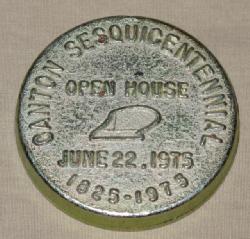 CANTON SESQUICENTENNIAL
OPEN HOUSE
JUNE 22, 1975
1825-1975